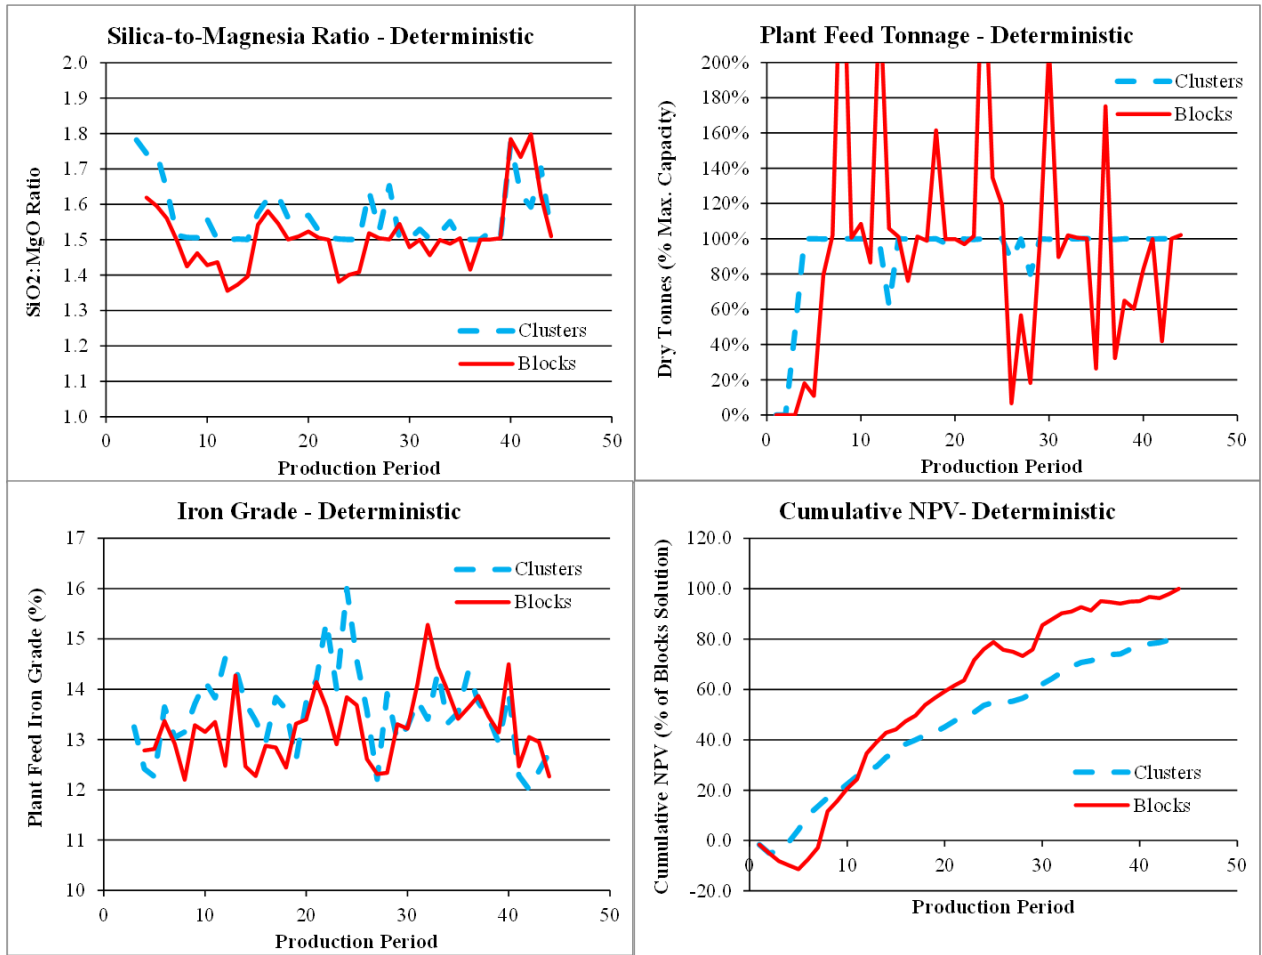 Silica-to-Magnesia Ratio - Deterministic
2.0
1.9
1.8
1.7
1.6
1.5
1.4
1.3
1.2
1.1
1.0
SiO2:MgO Ratio
Clusters
Blocks
0 10 20 30 40 50
Production Period
Plant Feed Tonnage - Deterministic
200%
180%
160%
140%
120%
100%
80%
60%
40%
20%
0%
Dry Tonnes (% Max. Capacity)
Clusters
Blocks
0 10 20 30 40 50
Production Period
Iron Grade - Deterministic
17
16
15
14
13
12
11
10
Plant Feed Iron Grade (%)
Clusters
Blocks
0 10 20 30 40 50
Production Period
Cumulative NPV- Deterministic
120.0
100.0
80.0
60.0
40.0
20.0
0.0
-20.0
Cumulative NPV (% of Blocks Solution)
Clusters
Blocks
0 10 20 30 40 50
Production Period